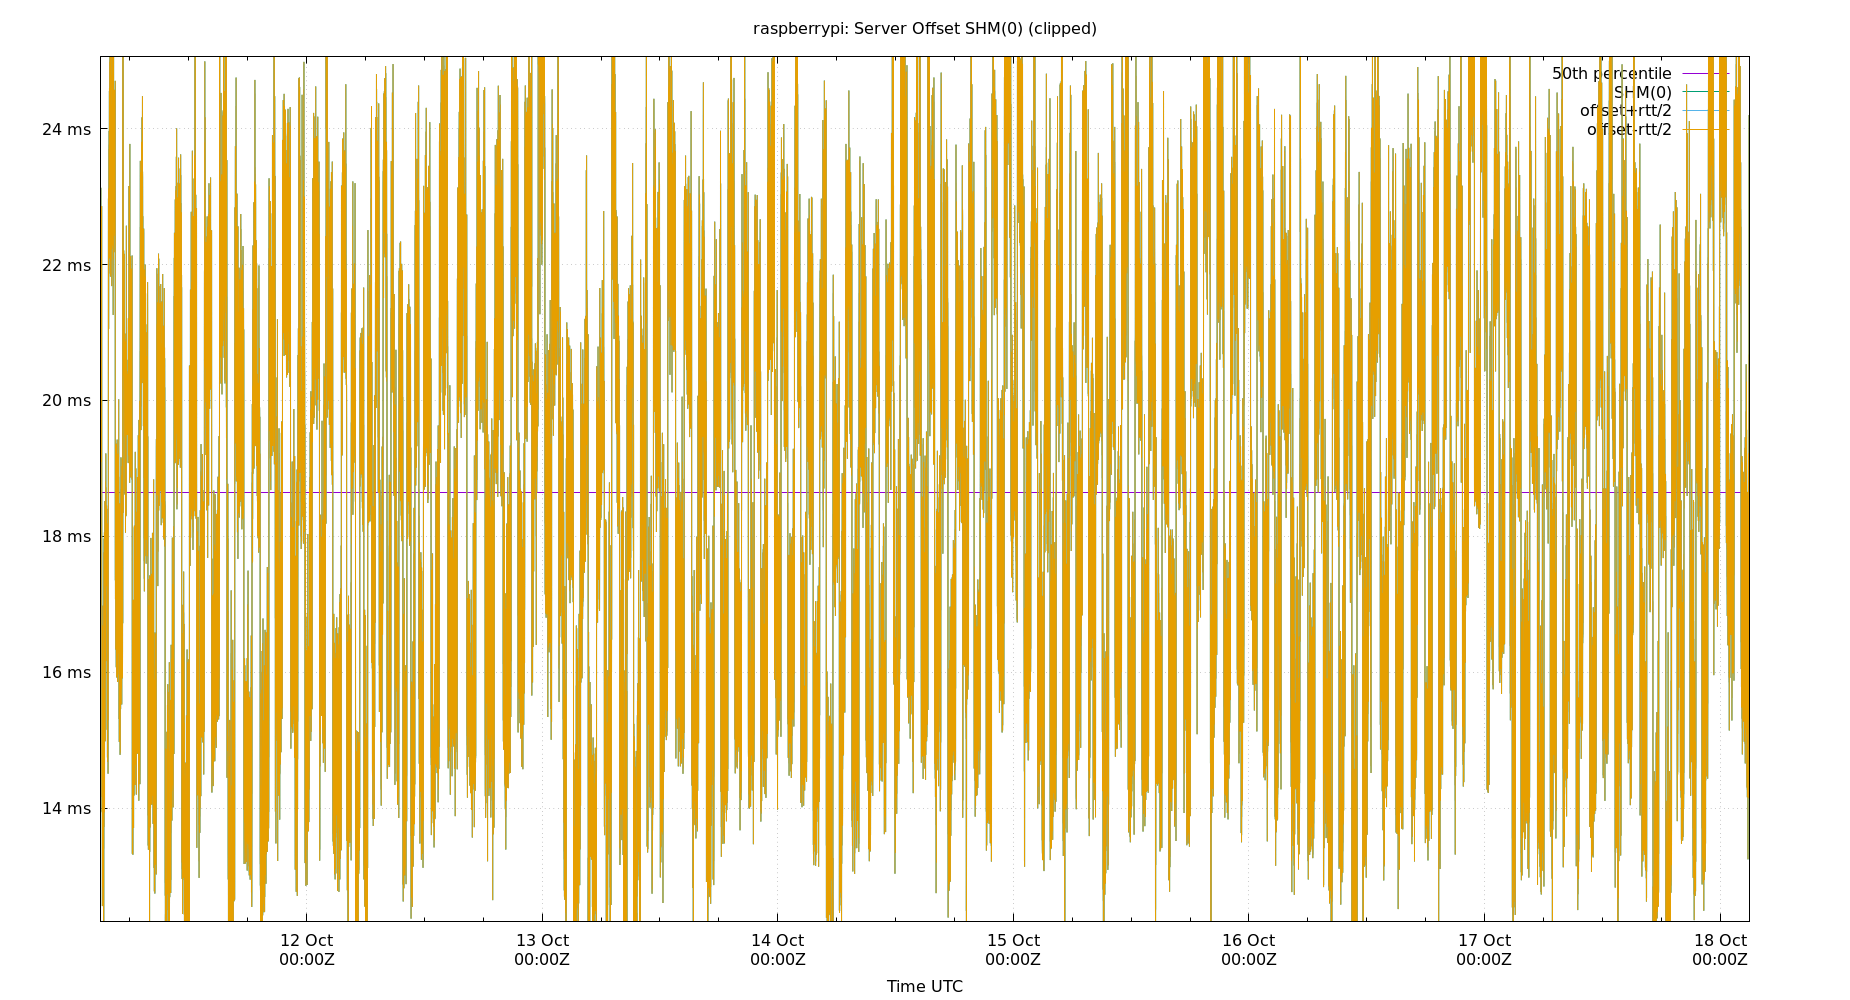 raspberrypi: Server Offset SHM(0) (clipped)
50th percentile
SHM(0)
offset+rtt/2
offset-rtt/2
24 ms
22 ms
20 ms
18 ms
16 ms
14 ms
12 Oct 13 Oct 14 Oct 15 Oct 16 Oct 17 Oct 18 Oct
00:00Z 00:00Z 00:00Z 00:00Z 00:00Z 00:00Z 00:00Z
Time UTC